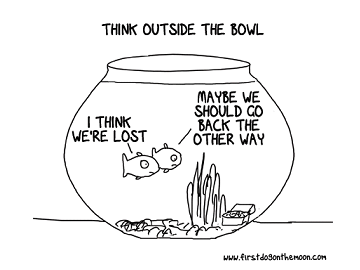 THINK OUTSIDE THE BOWL
I THINK
WE'RE LOST
MAYBE WE
SHOULD GO
BACK THE
OTHER WAY
www.firstdogonthemoon.com